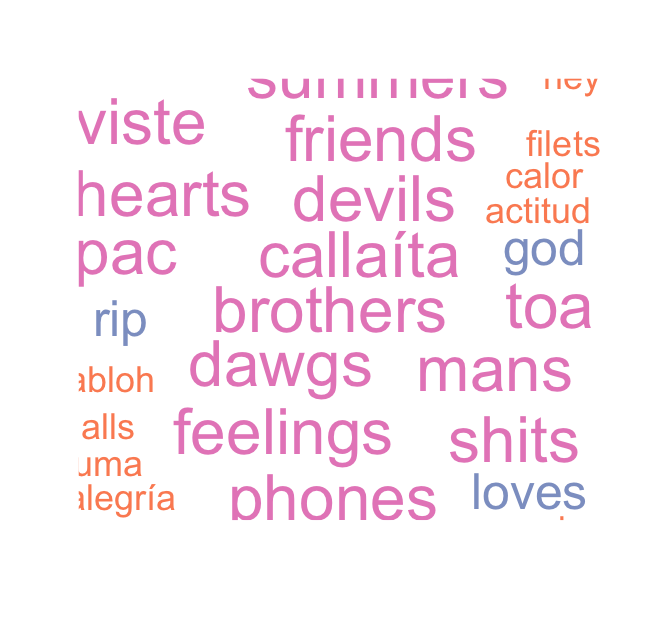 summers
viste friends
filets
calor
hearts devils actitud
pac callaíta god
rip brothers toa
dawgs mans
abloh
alls feelings shits
uma
alegría phones loves